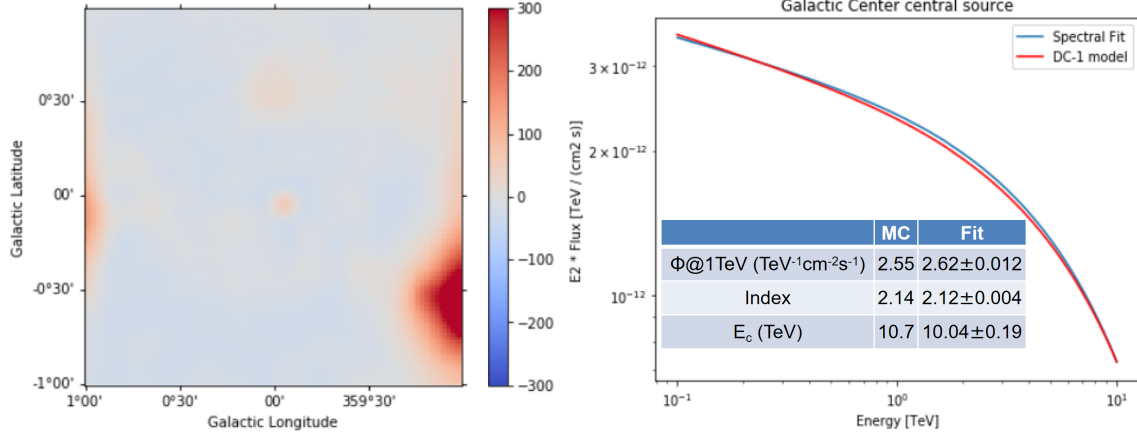 300
200
100
0
-100
-200
-300
0°30'
00'
-0°30'
-1°00'
Galactic Latitude
1°00'
0°30'
00'
359°30'
Galactic Longitude
Galactic Center central source
Spectral Fit
DC-1 model
E2 * Flux [TeV / (cm2 s)]
3 × 10⁻¹²
2 × 10⁻¹²
10⁻¹²
MC Fit
Φ@1TeV (TeV⁻¹cm⁻²s⁻¹) 2.55 2.62±0.012
Index 2.14 2.12±0.004
E_c (TeV) 10.7 10.04±0.19
10⁻¹
10⁰
10¹
Energy [TeV]